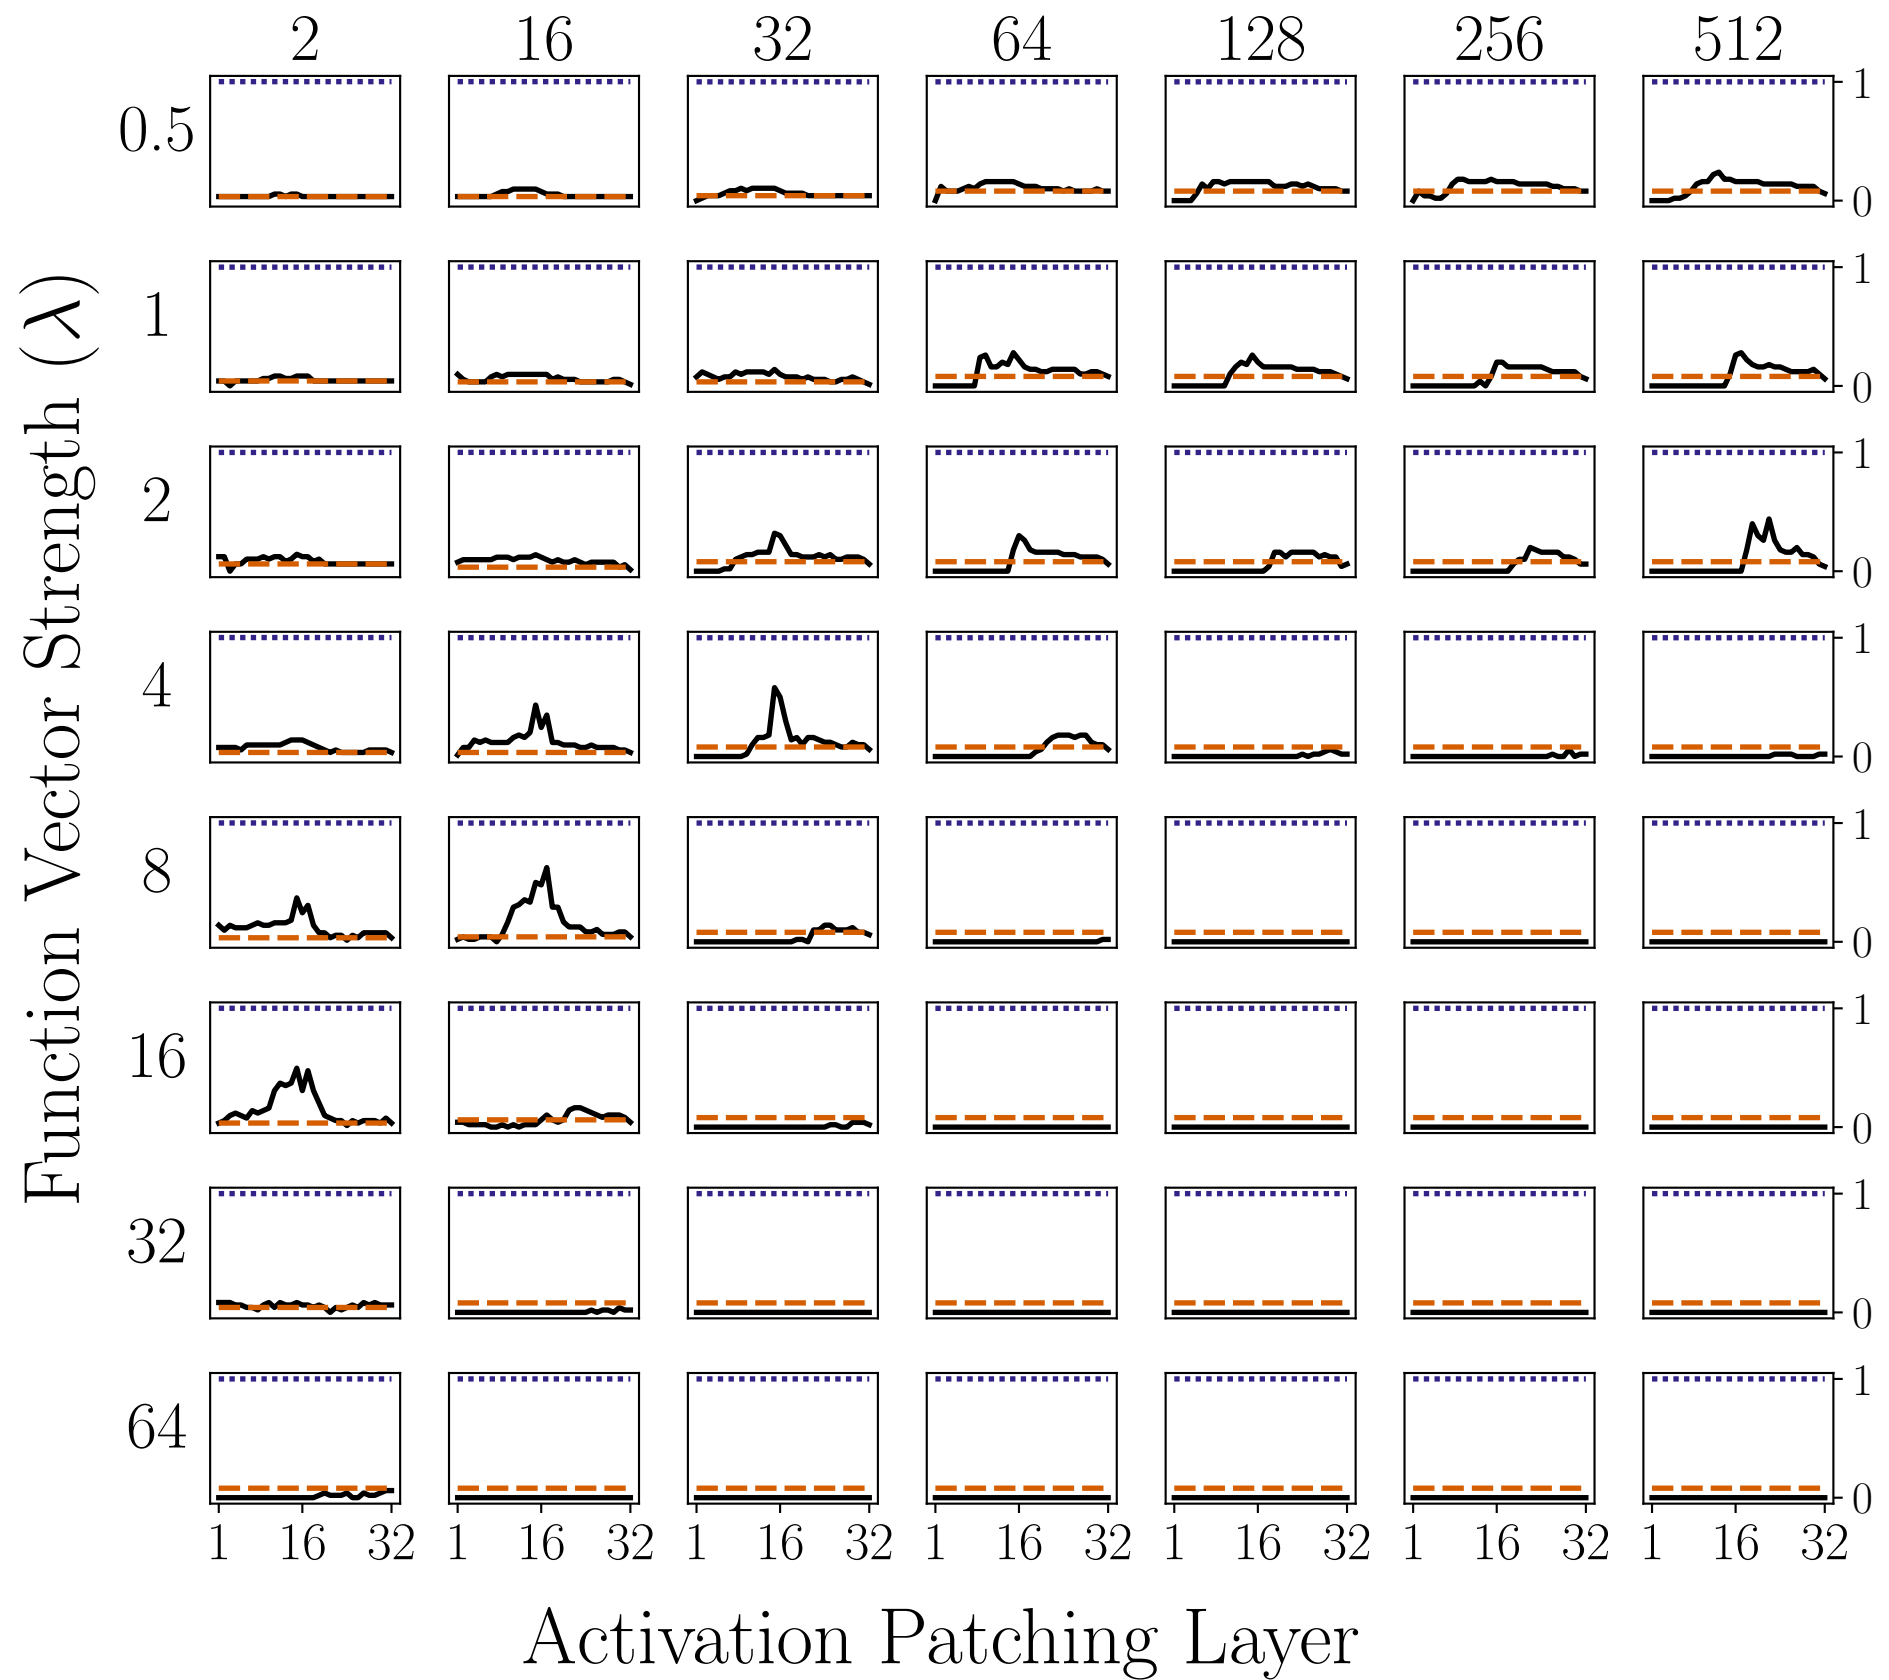 2 16 32 64 128 256 512
Function Vector Strength (λ)
0.5 1 0
1 1 0
2 1 0
4 1 0
8 1 0
16 1 0
32 1 0
64 1 0
1 16 32 1 16 32 1 16 32 1 16 32 1 16 32 1 16 32 1 16 32
Activation Patching Layer